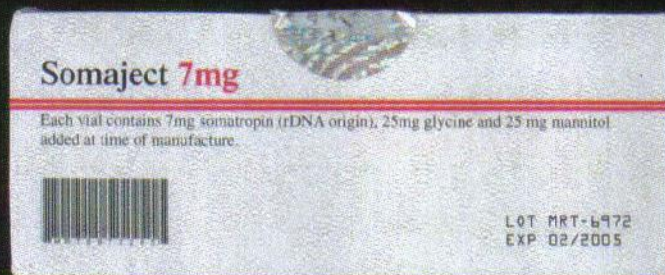 Somaject 7mg
Each vial contains 7mg somatropin (rDNA origin), 25mg glycine and 25 mg mannitol
added at time of manufacture.
LOT MRT-6972
EXP 02/2005